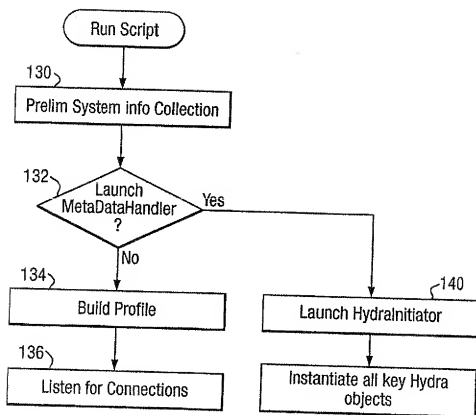 Run Script
130
Prelim System info Collection
132
Launch
MetaDataHandler
?
Yes
No
134
Build Profile
140
Launch HydraInitiator
136
Listen for Connections
Instantiate all key Hydra
objects